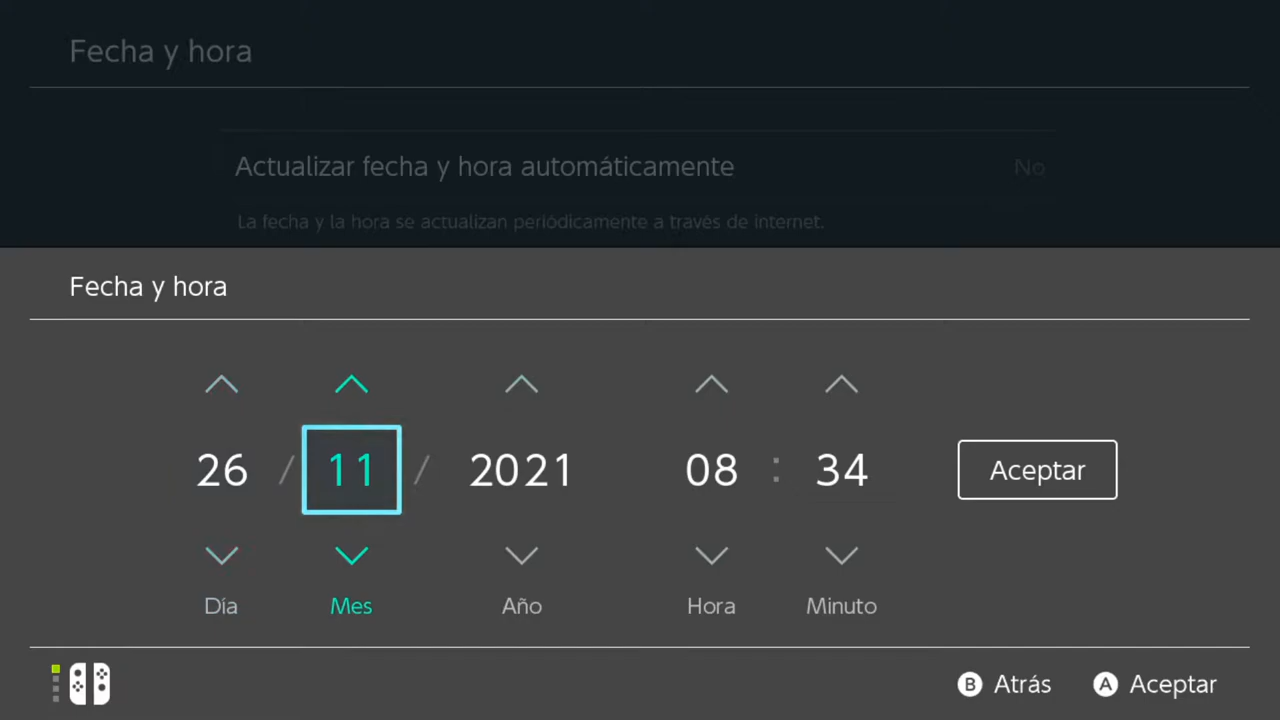 Fecha y hora
Actualizar fecha y hora automáticamente No
La fecha y la hora se actualizan periódicamente a través de internet.
Fecha y hora
26 / 11 / 2021 08 : 34 Aceptar
Día Mes Año Hora Minuto
B Atrás A Aceptar